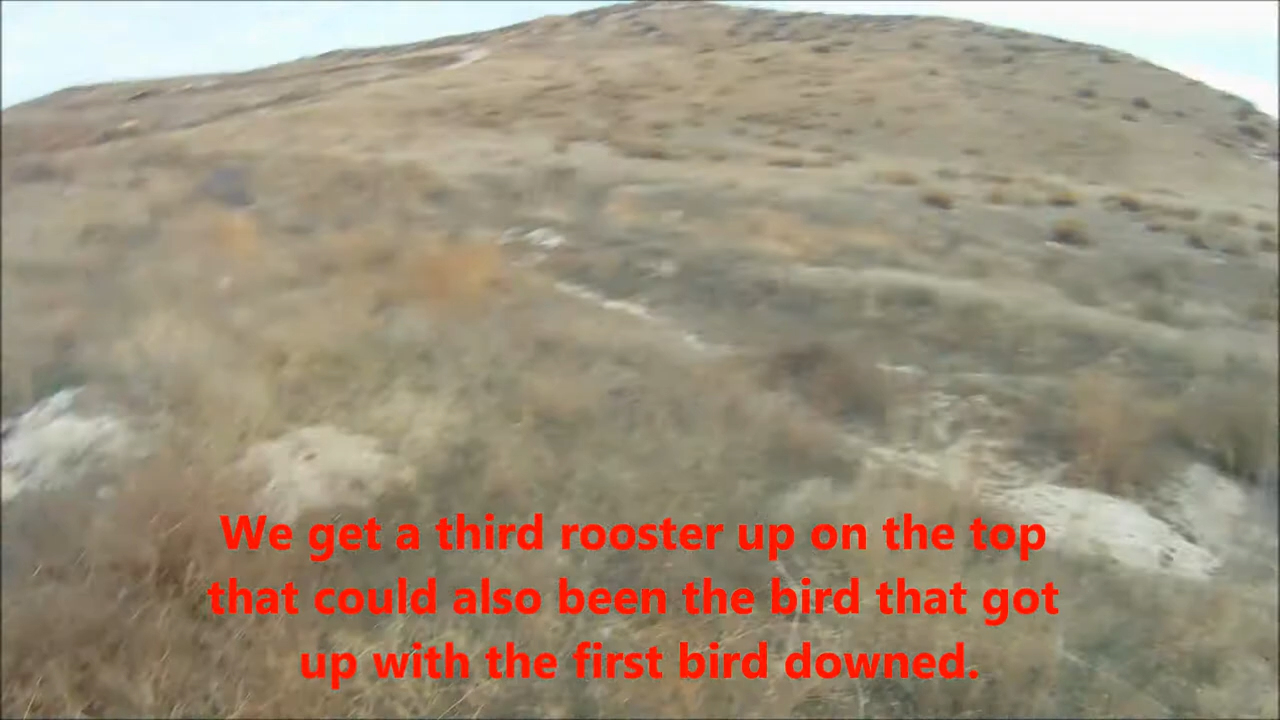 We get a third rooster up on the top
that could also been the bird that got
up with the first bird downed.